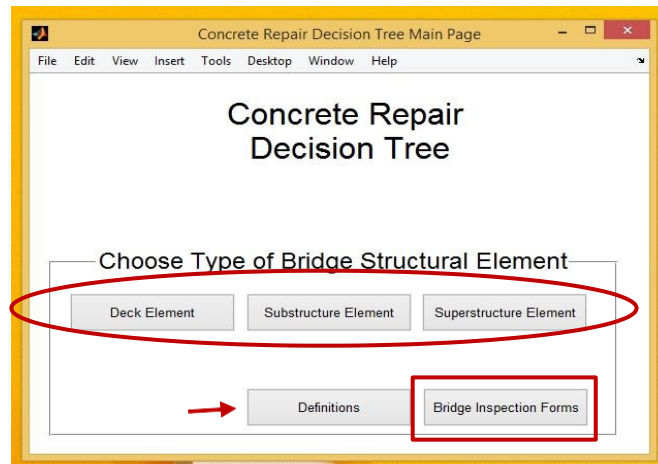 Concrete Repair Decision Tree Main Page
File Edit View Insert Tools Desktop Window Help
Concrete Repair
Decision Tree
Choose Type of Bridge Structural Element
Deck Element Substructure Element Superstructure Element
Definitions Bridge Inspection Forms